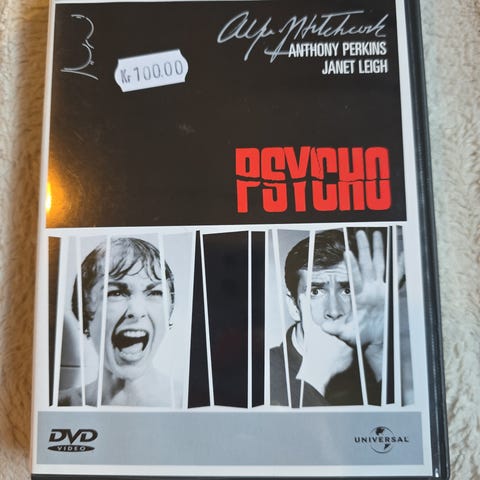 Alfred Hitchcock
Kr 100.00
ANTHONY PERKINS
JANET LEIGH
PSYCHO
DVD
VIDEO
UNIVERSAL